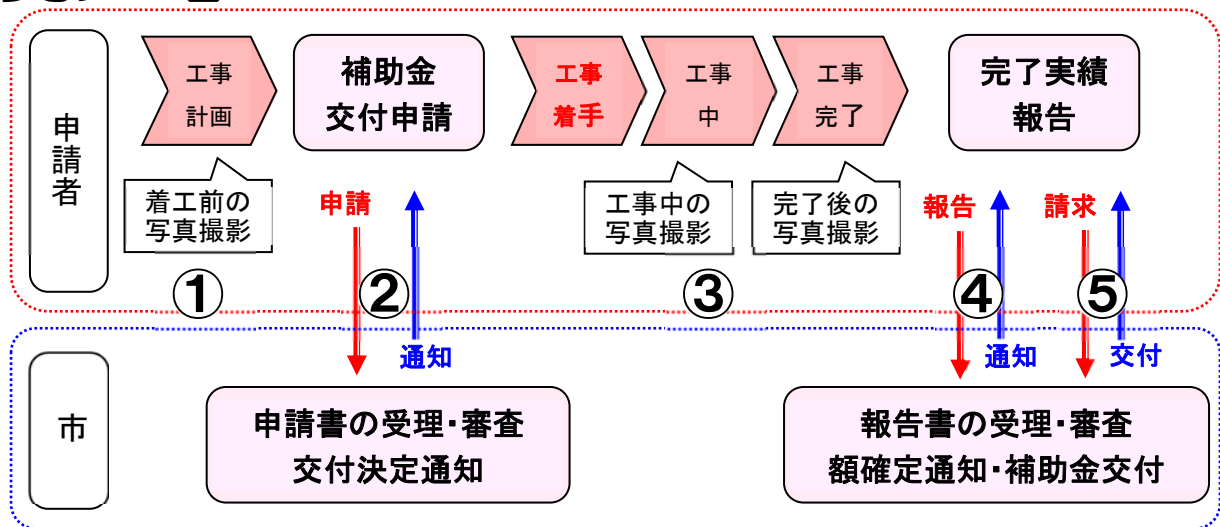 申請者
工事
計画
補助金
交付申請
工事
着手
工事
中
工事
完了
完了実績
報告
着工前の
写真撮影
申請
工事中の
写真撮影
完了後の
写真撮影
報告
請求
①
②
③
④
⑤
通知
通知
交付
市
申請書の受理・審査
交付決定通知
報告書の受理・審査
額確定通知・補助金交付